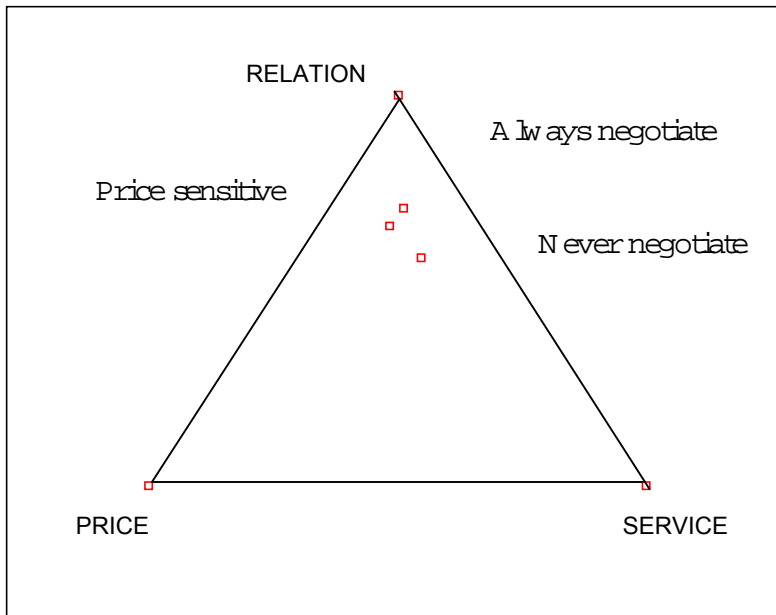 RELATION
Always negotiate
Price sensitive
Never negotiate
PRICE
SERVICE